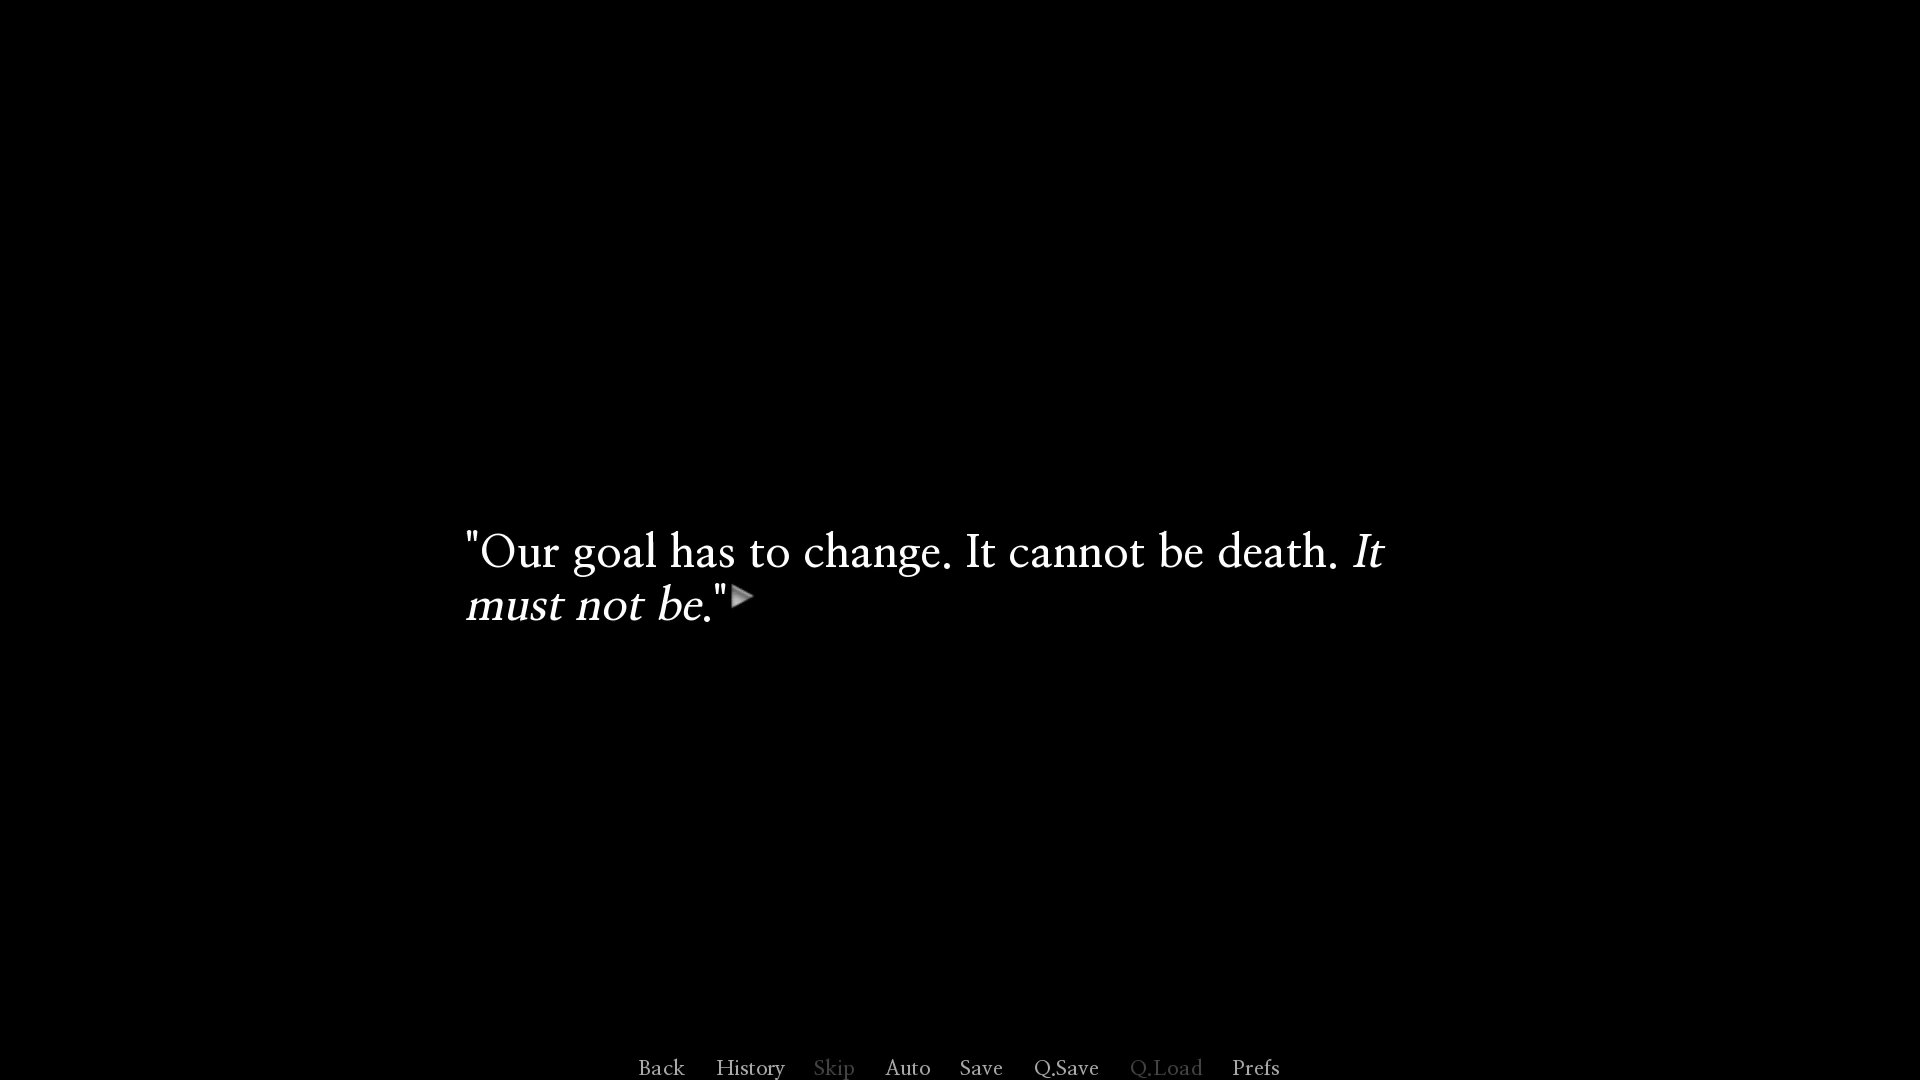 "Our goal has to change. It cannot be death. It
must not be."
Back History Skip Auto Save Q.Save Q.Load Prefs